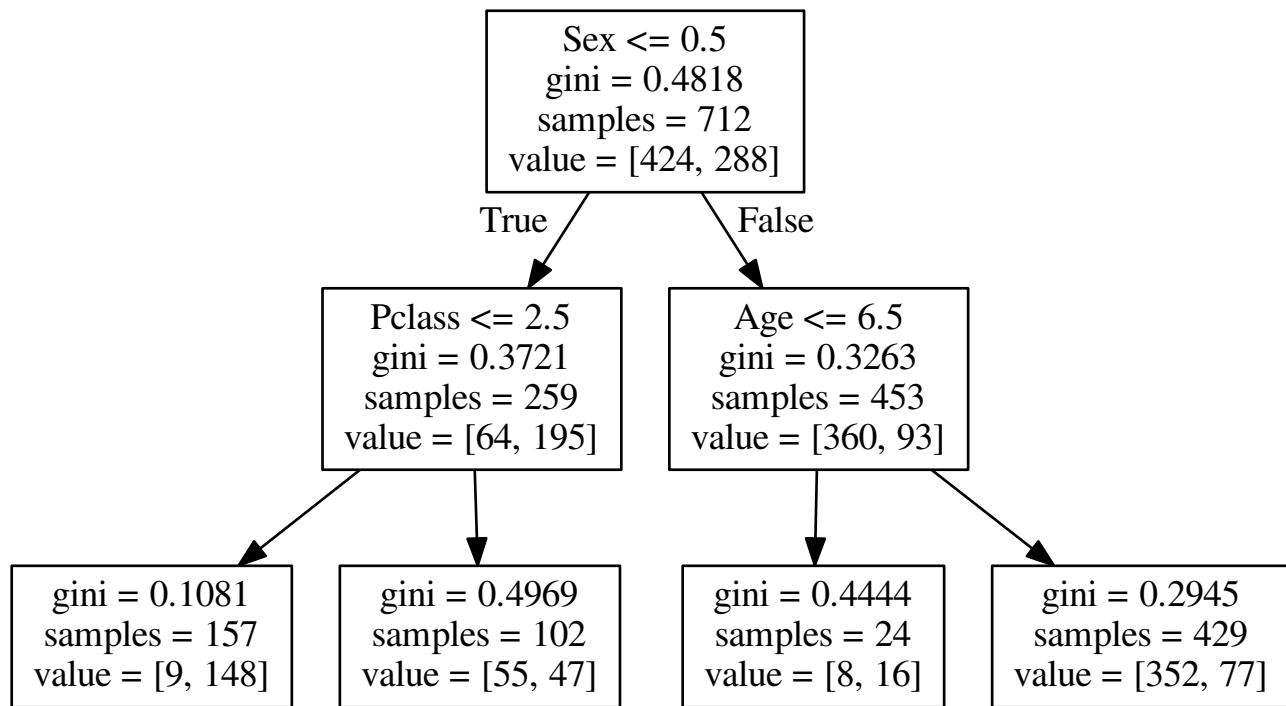 Sex <= 0.5
gini = 0.4818
samples = 712
value = [424, 288]
True
False
Pclass <= 2.5
gini = 0.3721
samples = 259
value = [64, 195]
Age <= 6.5
gini = 0.3263
samples = 453
value = [360, 93]
gini = 0.1081
samples = 157
value = [9, 148]
gini = 0.4969
samples = 102
value = [55, 47]
gini = 0.4444
samples = 24
value = [8, 16]
gini = 0.2945
samples = 429
value = [352, 77]